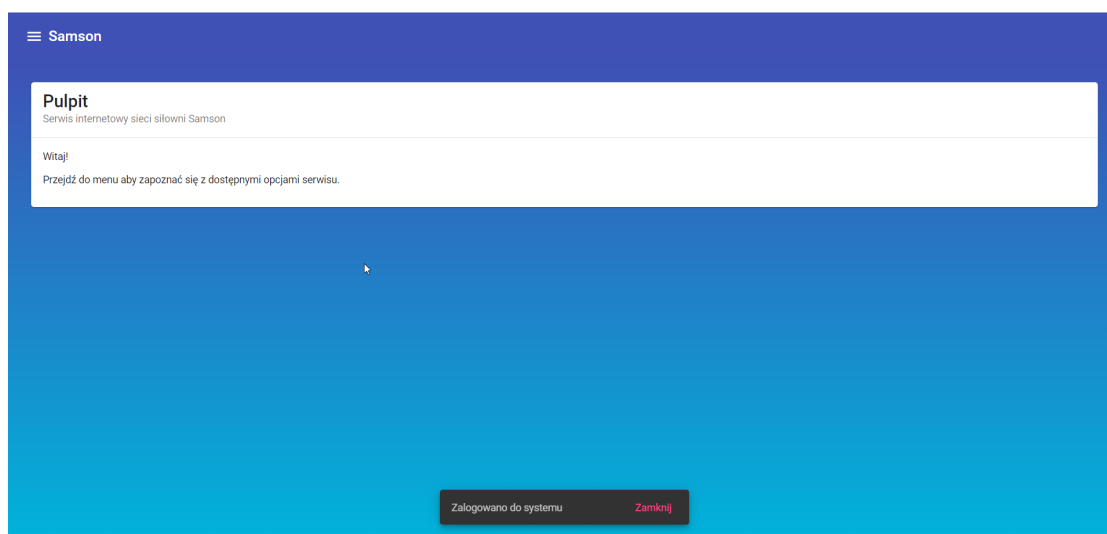 Samson
Pulpit
Serwis internetowy sieci siłowni Samson
Witaj!
Przejdź do menu aby zapoznać się z dostępnymi opcjami serwisu.
Zalogowano do systemu Zamknij